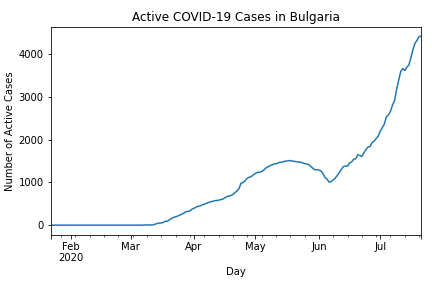 Active COVID-19 Cases in Bulgaria
Number of Active Cases
4000
3000
2000
1000
0
Feb
2020
Mar
Apr
May
Jun
Jul
Day